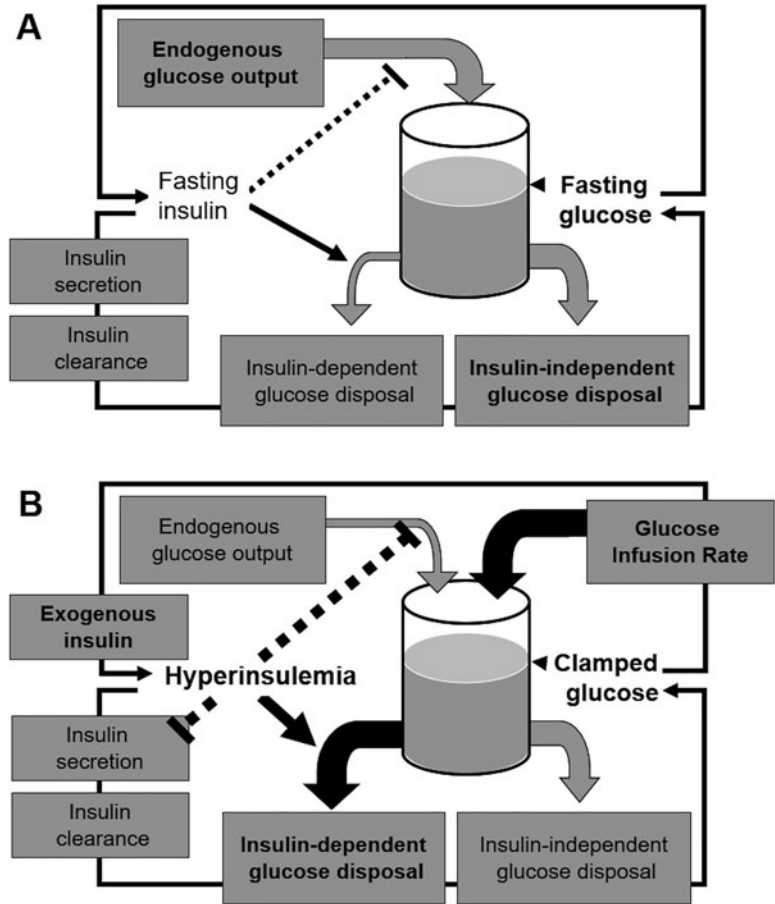 A
Endogenous
glucose output
Fasting
insulin
Fasting
glucose
Insulin
secretion
Insulin
clearance
Insulin-dependent
glucose disposal
Insulin-independent
glucose disposal
B
Endogenous
glucose output
Glucose
Infusion Rate
Exogenous
insulin
Hyperinsulemia
Clamped
glucose
Insulin
secretion
Insulin
clearance
Insulin-dependent
glucose disposal
Insulin-independent
glucose disposal